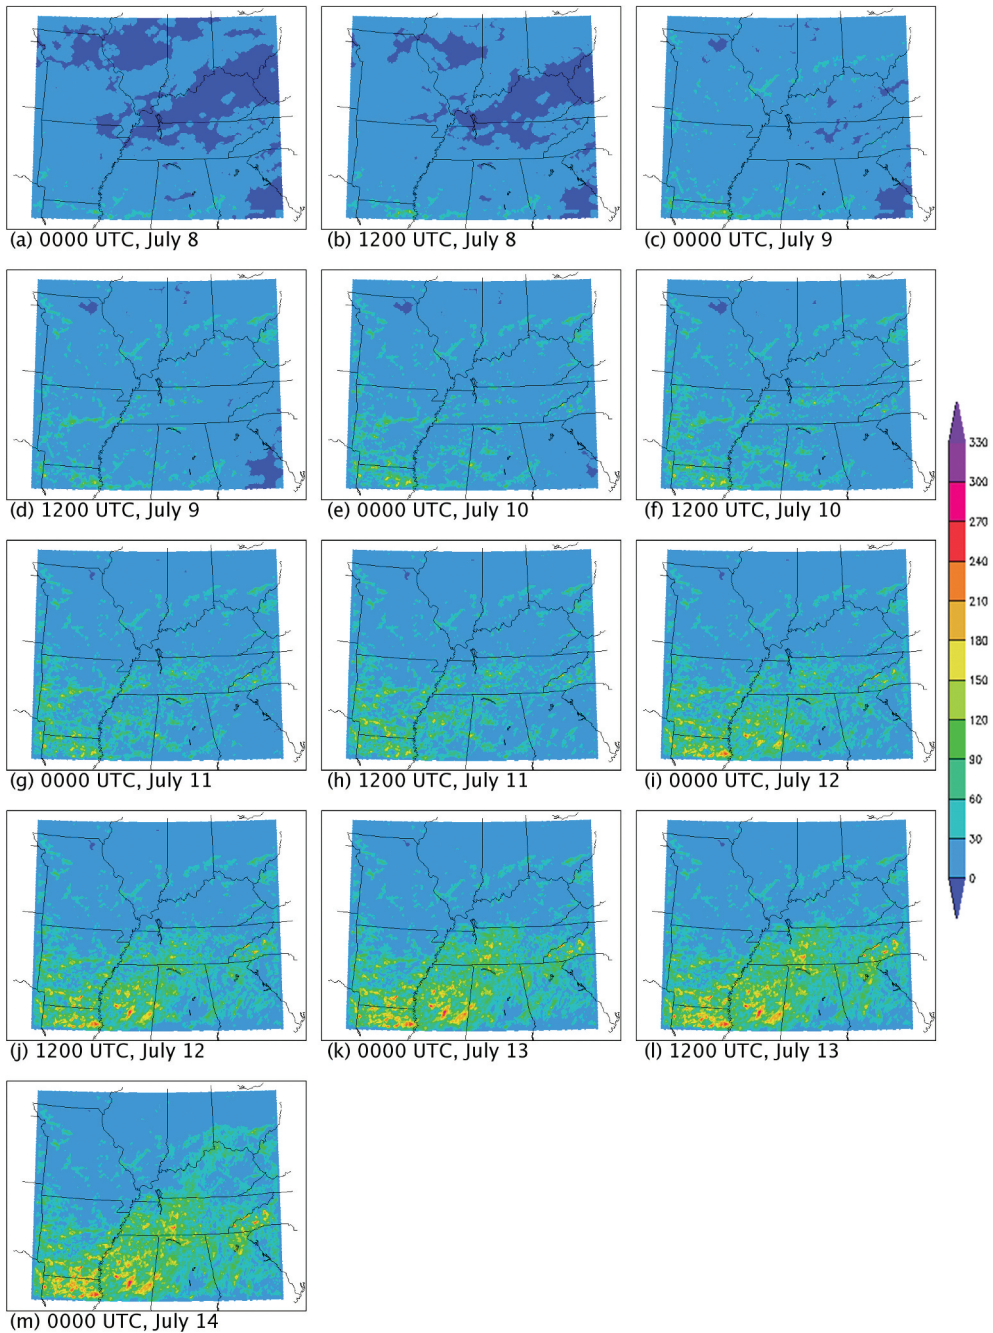 (a) 0000 UTC, July 8
(b) 1200 UTC, July 8
(c) 0000 UTC, July 9
(d) 1200 UTC, July 9
(e) 0000 UTC, July 10
(f) 1200 UTC, July 10
330
300
270
240
210
180
150
120
90
60
30
0
(g) 0000 UTC, July 11
(h) 1200 UTC, July 11
(i) 0000 UTC, July 12
(j) 1200 UTC, July 12
(k) 0000 UTC, July 13
(l) 1200 UTC, July 13
(m) 0000 UTC, July 14